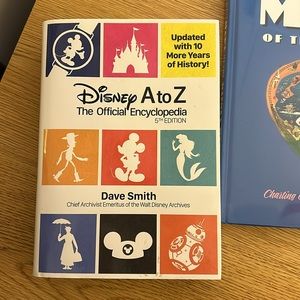 Updated
with 10
More Years
of History!
Disney A to Z
The Official Encyclopedia
5TH EDITION
Dave Smith
Chief Archivist Emeritus of the Walt Disney Archives
OF T
Charting